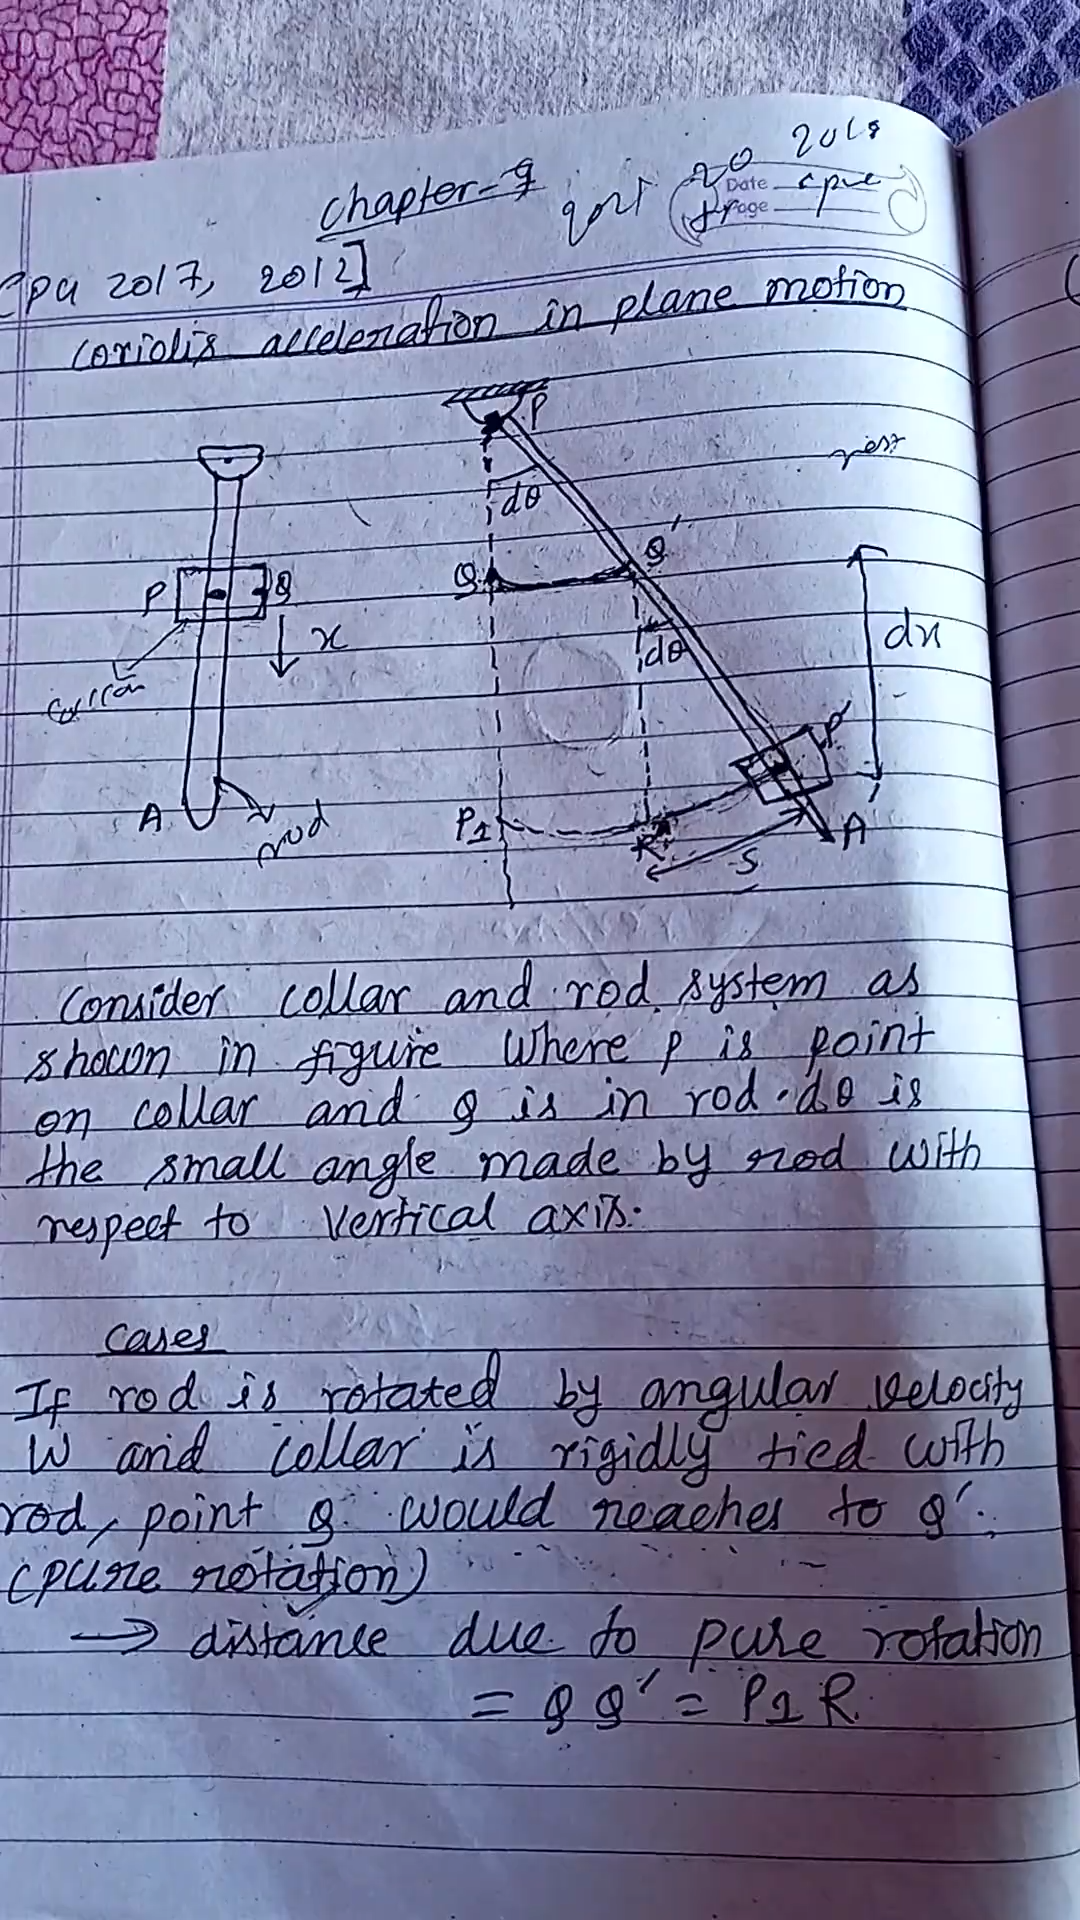 chapter-9
2018
20
Date
Page
[pu 2017, 2012]
coriolis acceleration in plane motion
P
dθ
rest
Q
Q'
P
Q
x
dθ
dx
collar
P'
A
rod
P1
R
S
A'
Consider collar and rod system as
shown in figure where p is point
on collar and Q is in rod. dθ is
the small angle made by rod with
respect to vertical axis.
cases
If rod is rotated by angular velocity
W and collar is rigidly tied with
rod, point Q would reaches to Q'.
(pure rotation)
→ distance due to pure rotation
= Q Q' = P1 R